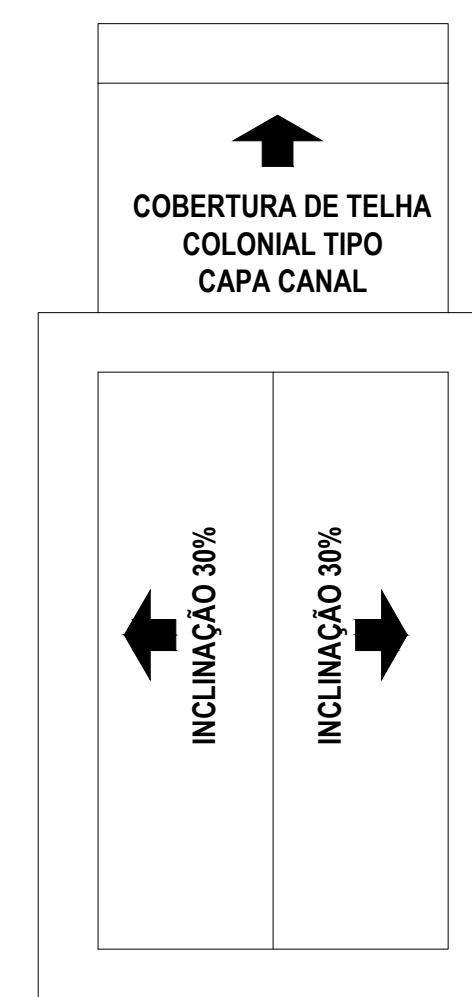 COBERTURA DE TELHA
COLONIAL TIPO
CAPA CANAL
INCLINAÇÃO 30%
INCLINAÇÃO 30%